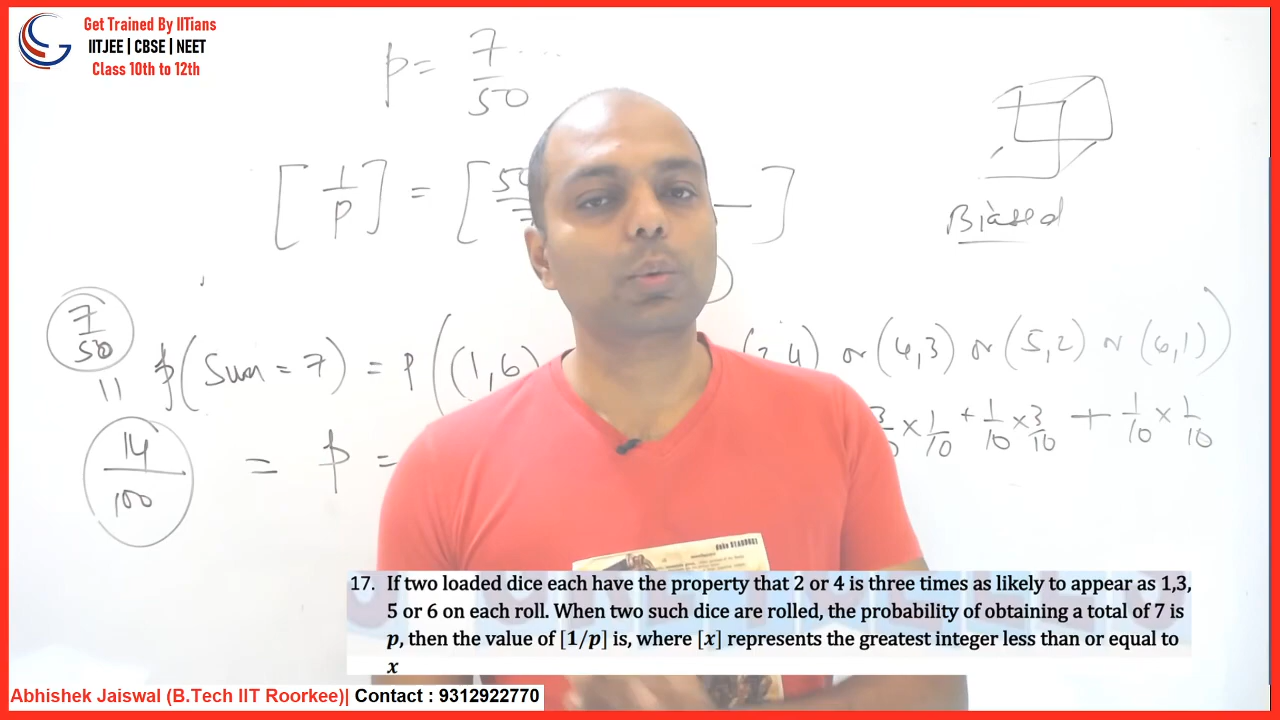 Get Trained By IITians
IITJEE | CBSE | NEET
Class 10th to 12th
p = 7/50
[1/p] =
Biased
7/50
p(Sum = 7) = P((1,6) 4) or (4,3) or (5,2) or (6,1))
× 1/10 + 1/10 × 3/10 + 1/10 × 1/10
14/100 = p =
17. If two loaded dice each have the property that 2 or 4 is three times as likely to appear as 1,3,
5 or 6 on each roll. When two such dice are rolled, the probability of obtaining a total of 7 is
p, then the value of [1/p] is, where [x] represents the greatest integer less than or equal to
x
Abhishek Jaiswal (B.Tech IIT Roorkee)| Contact : 9312922770